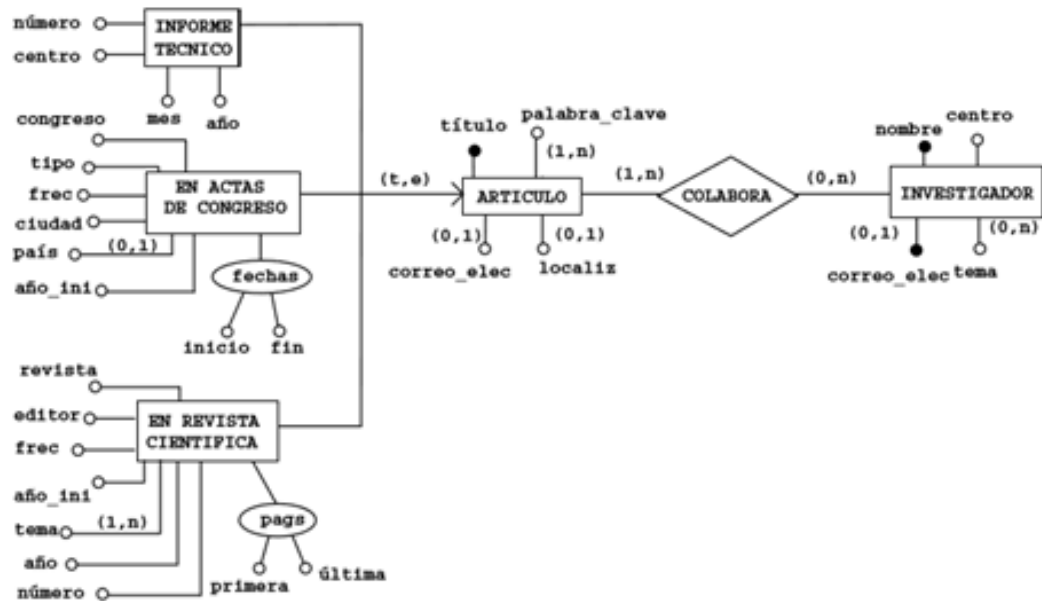 número
centro
INFORME
TECNICO
mes
año
congreso
tipo
frec
ciudad
país
(0,1)
año_ini
EN ACTAS
DE CONGRESO
fechas
inicio
fin
(t,e)
título
palabra_clave
(1,n)
ARTICULO
(0,1)
(0,1)
correo_elec
localiz
(1,n)
COLABORA
(0,n)
nombre
centro
INVESTIGADOR
(0,1)
(0,n)
correo_elec
tema
revista
editor
frec
año_ini
tema
(1,n)
año
número
EN REVISTA
CIENTIFICA
pags
primera
última